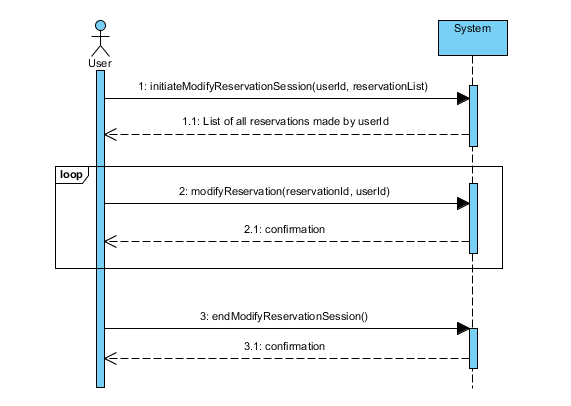 System
User
1: initiateModifyReservationSession(userId, reservationList)
1.1: List of all reservations made by userId
loop
2: modifyReservation(reservationId, userId)
2.1: confirmation
3: endModifyReservationSession()
3.1: confirmation